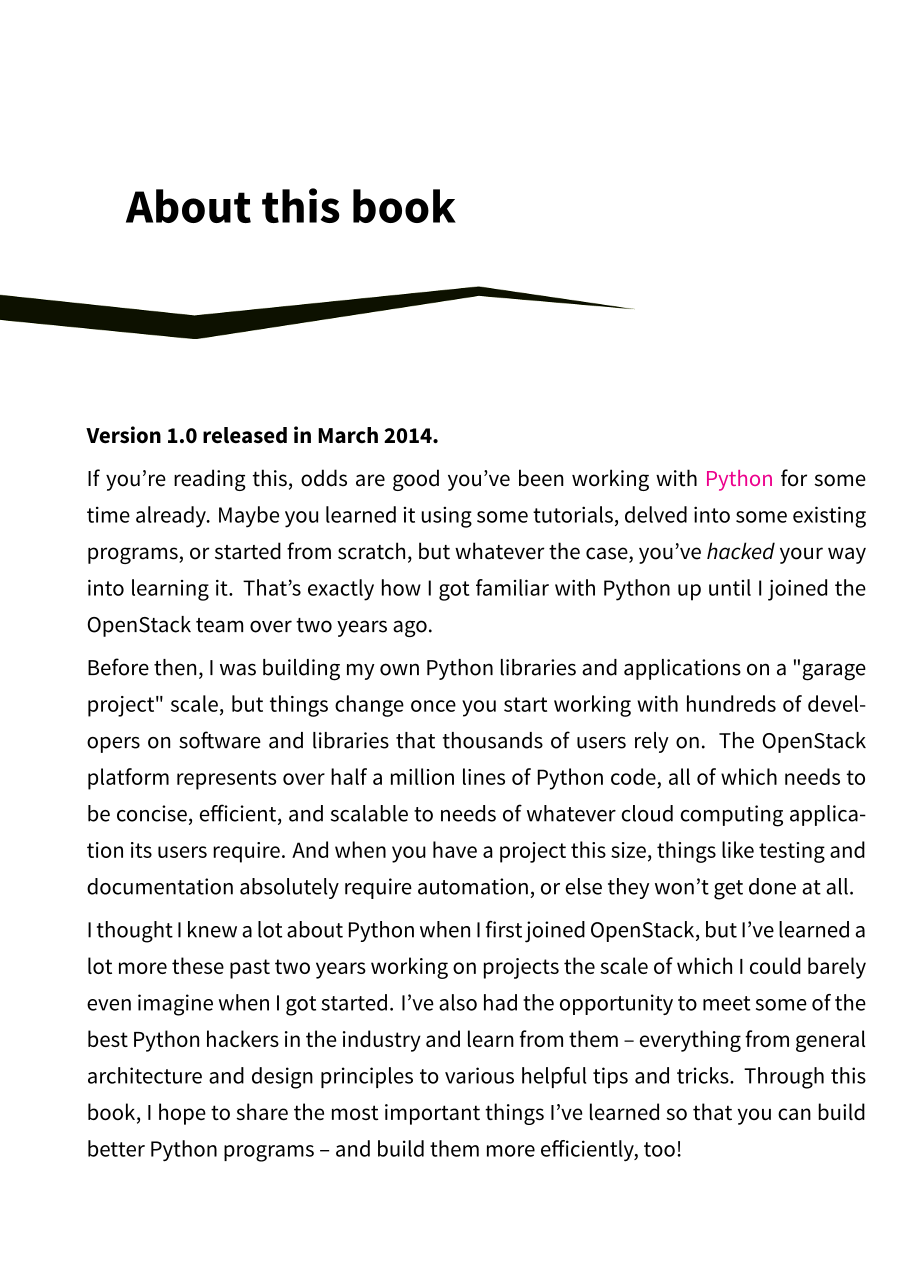 About this book
Version 1.0 released in March 2014.
If you’re reading this, odds are good you’ve been working with Python for some
time already. Maybe you learned it using some tutorials, delved into some existing
programs, or started from scratch, but whatever the case, you’ve hacked your way
into learning it. That’s exactly how I got familiar with Python up until I joined the
OpenStack team over two years ago.
Before then, I was building my own Python libraries and applications on a "garage
project" scale, but things change once you start working with hundreds of devel-
opers on software and libraries that thousands of users rely on. The OpenStack
platform represents over half a million lines of Python code, all of which needs to
be concise, efficient, and scalable to needs of whatever cloud computing applica-
tion its users require. And when you have a project this size, things like testing and
documentation absolutely require automation, or else they won’t get done at all.
I thought I knew a lot about Python when I first joined OpenStack, but I’ve learned a
lot more these past two years working on projects the scale of which I could barely
even imagine when I got started. I’ve also had the opportunity to meet some of the
best Python hackers in the industry and learn from them – everything from general
architecture and design principles to various helpful tips and tricks. Through this
book, I hope to share the most important things I’ve learned so that you can build
better Python programs – and build them more efficiently, too!